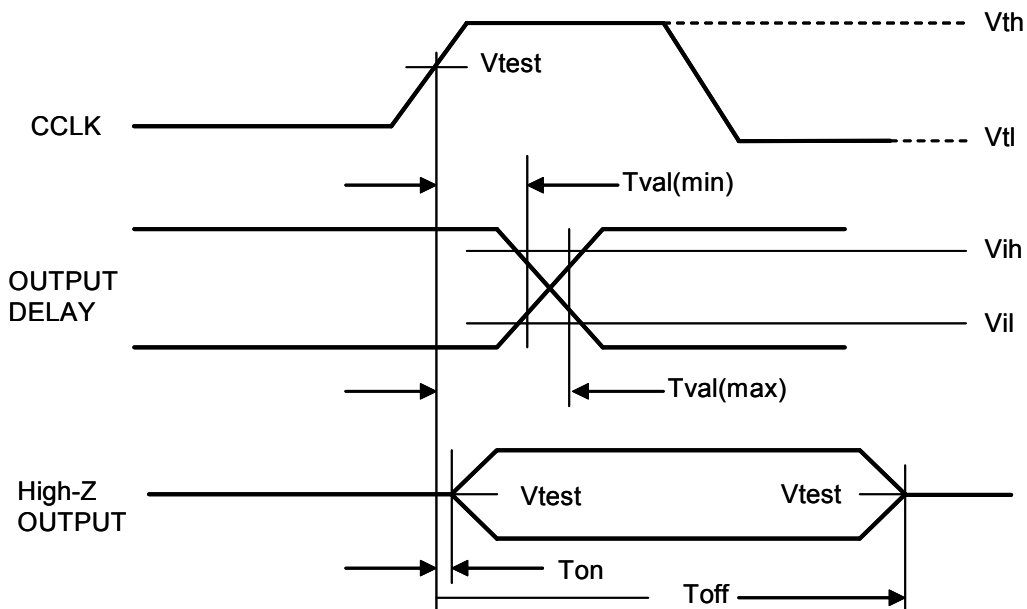 Vth
Vtest
CCLK
Vtl
Tval(min)
Vih
OUTPUT
DELAY
Vil
Tval(max)
High-Z
OUTPUT
Vtest
Vtest
Ton
Toff